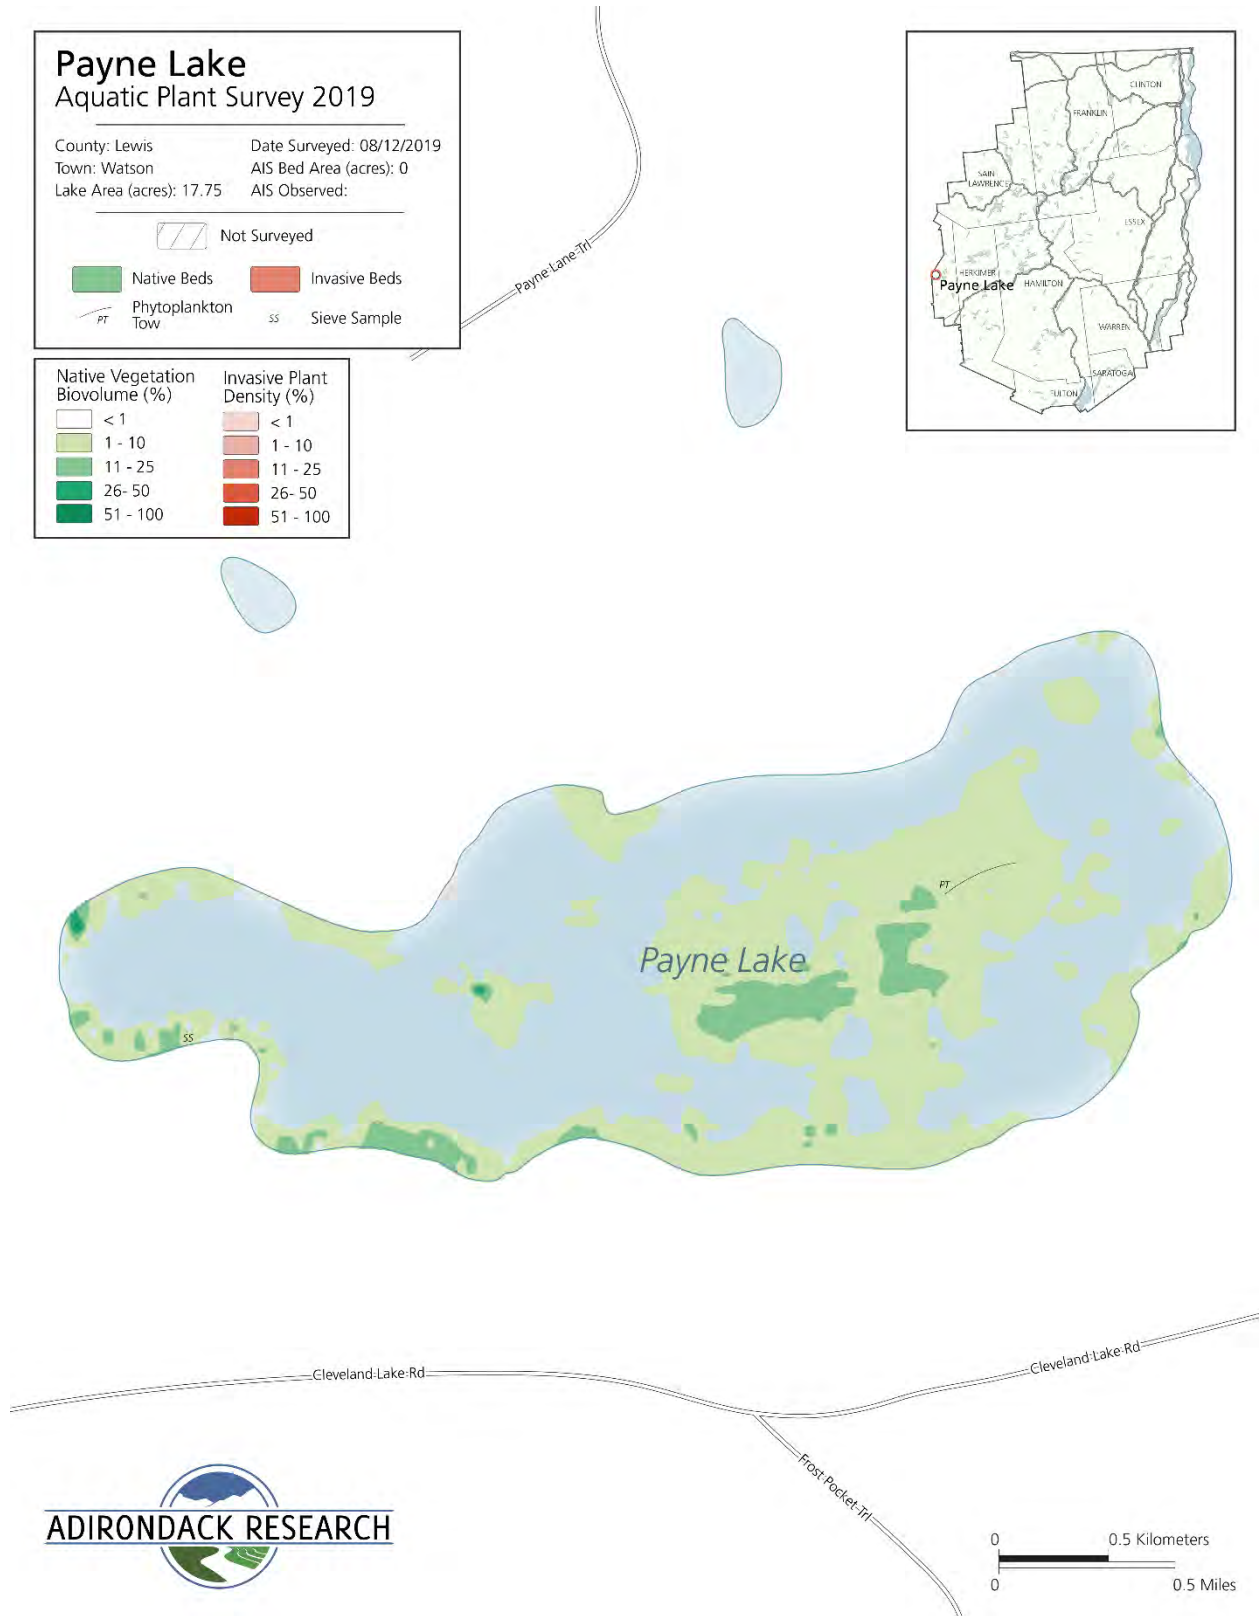 Payne Lake
Aquatic Plant Survey 2019
County: Lewis
Date Surveyed: 08/12/2019
Town: Watson
AIS Bed Area (acres): 0
Lake Area (acres): 17.75
AIS Observed:
Not Surveyed
Native Beds
Invasive Beds
PT
Phytoplankton
Tow
SS
Sieve Sample
Native Vegetation
Biovolume (%)
< 1
1 - 10
11 - 25
26- 50
51 - 100
Invasive Plant
Density (%)
< 1
1 - 10
11 - 25
26- 50
51 - 100
CLINTON
FRANKLIN
SAIN
LAWRENCE
ESSEX
HERKIMER
HAMILTON
Payne Lake
WARREN
SARATOGA
FULTON
Payne-Lane-Trl
PT
Payne Lake
SS
Cleveland-Lake-Rd
Cleveland-Lake-Rd
Frost-Pocket-Trl
ADIRONDACK RESEARCH
0
0.5 Kilometers
0
0.5 Miles